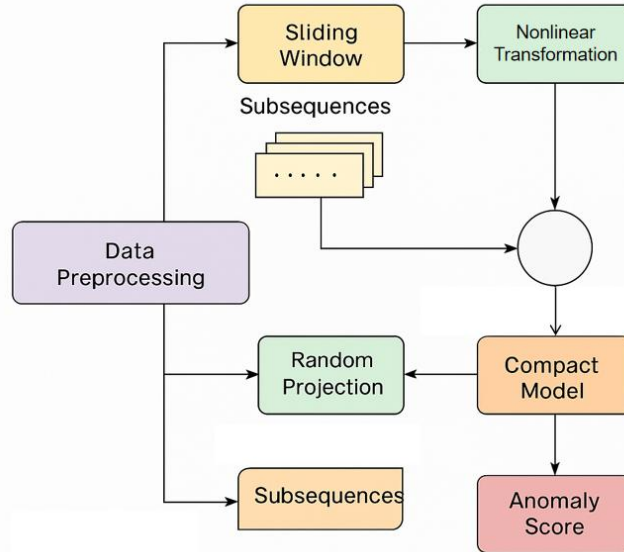 Sliding
Window
Nonlinear
Transformation
Subsequences
Data
Preprocessing
Random
Projection
Compact
Model
Subsequences
Anomaly
Score